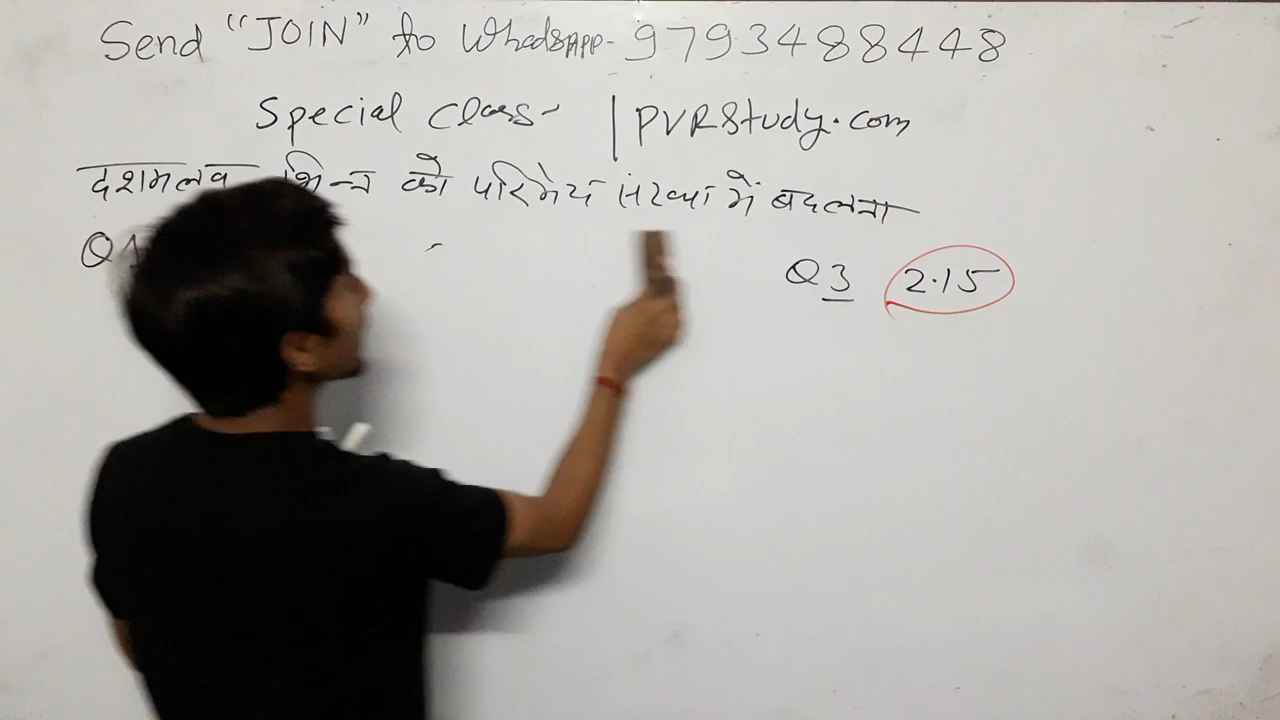 Send "JOIN" to WhatsAPP- 9793488448
Special Class- | PVRStudy.com
दशमलव भिन्न को परिमेय संख्या में बदलना
Q1
Q3 2.15